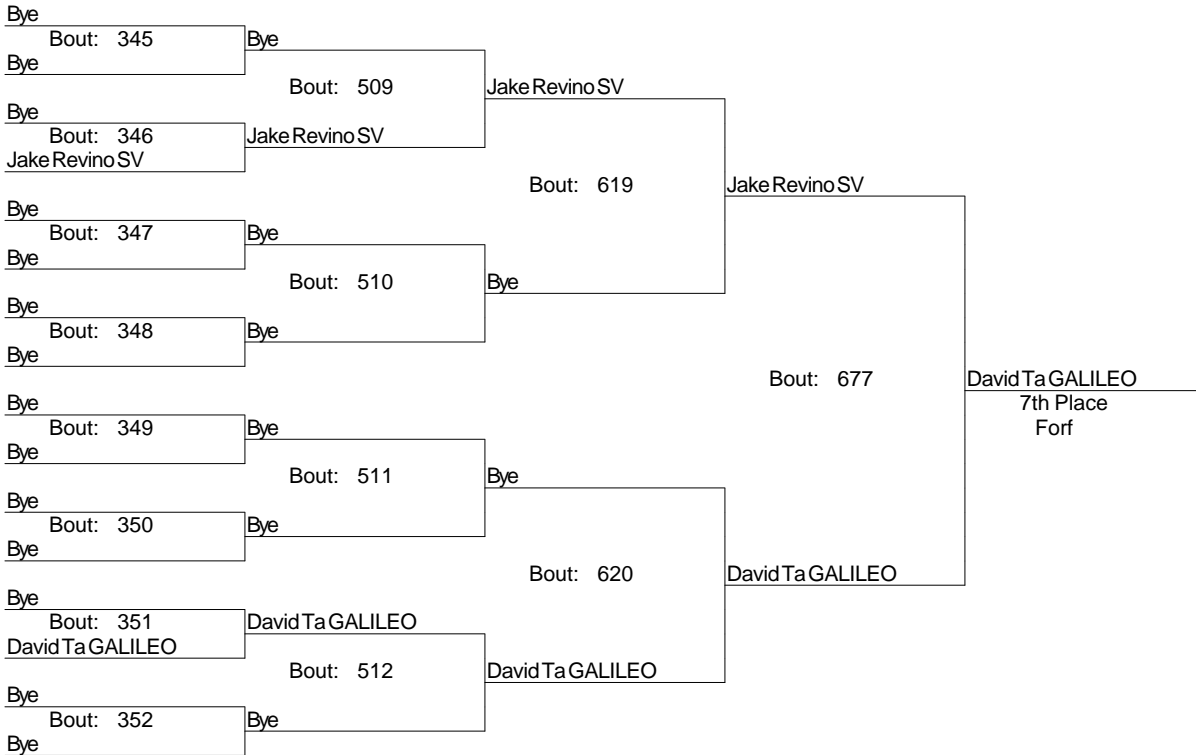 Bye
Bout: 345
Bye
Bye
Bout: 509
Jake Revino SV
Bye
Bout: 346
Jake Revino SV
Jake Revino SV
Bout: 619
Jake Revino SV
Bye
Bout: 347
Bye
Bye
Bout: 510
Bye
Bye
Bout: 348
Bye
Bye
Bout: 677
David Ta GALILEO
7th Place
Forf
Bye
Bout: 349
Bye
Bye
Bout: 511
Bye
Bye
Bout: 350
Bye
Bye
Bout: 620
David Ta GALILEO
Bye
Bout: 351
David Ta GALILEO
David Ta GALILEO
Bout: 512
David Ta GALILEO
Bye
Bout: 352
Bye
Bye